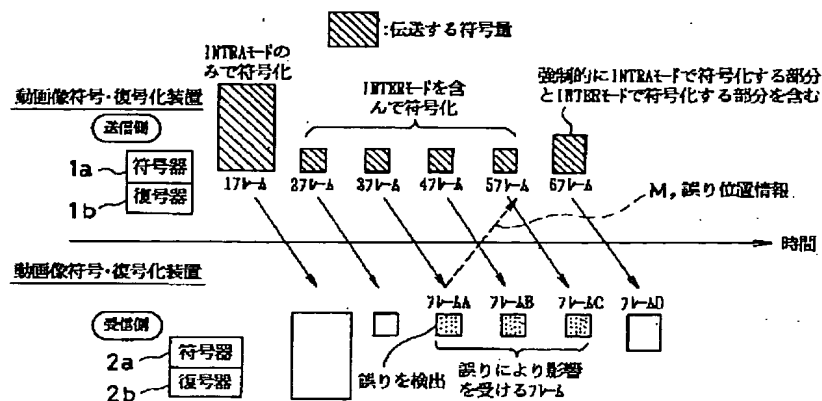 :伝送する符号量
INTRAモードの
みで符号化
INTERモードを含
んで符号化
強制的にINTRAモードで符号化する部分
とINTERモードで符号化する部分を含む
動画像符号・復号化装置
送信側
1a
符号器
1b
復号器
1フレーム
2フレーム
3フレーム
4フレーム
5フレーム
6フレーム
M,誤り位置情報
時間
動画像符号・復号化装置
フレームA
フレームB
フレームC
フレームD
受信側
2a
符号器
2b
復号器
誤りを検出
誤りにより影響
を受けるフレーム